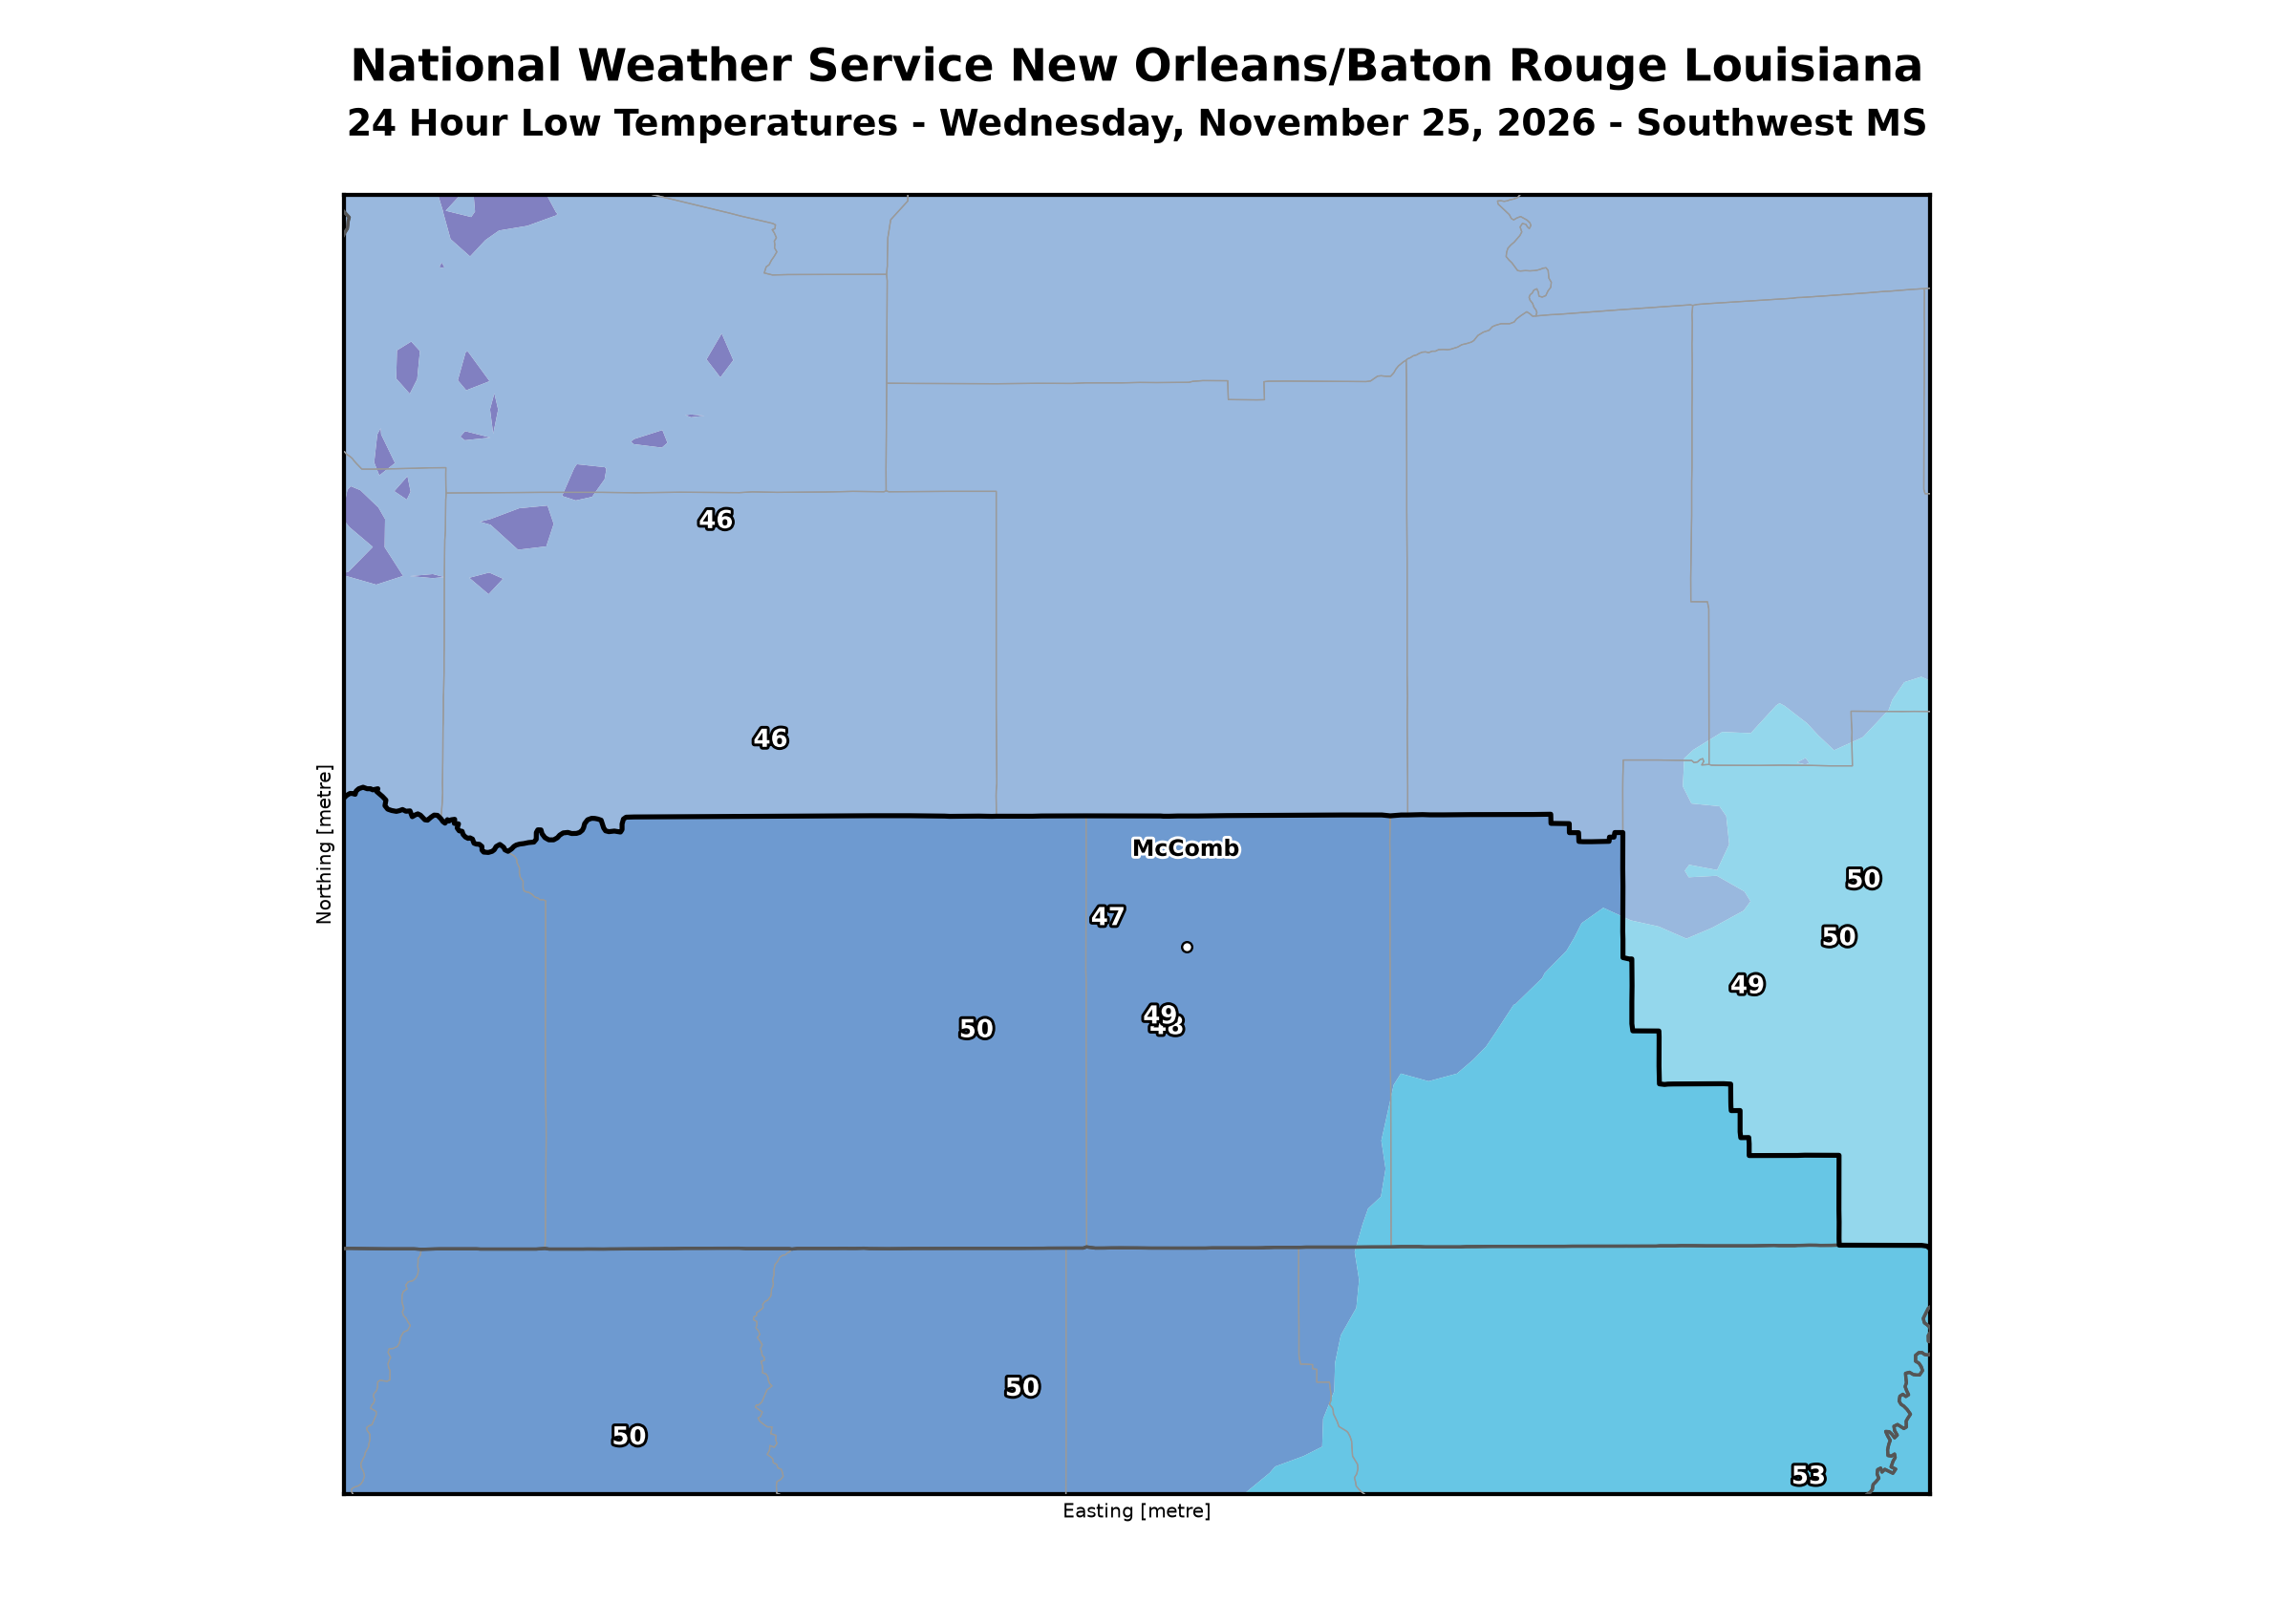 National Weather Service New Orleans/Baton Rouge Louisiana
24 Hour Low Temperatures - Wednesday, November 25, 2026 - Southwest MS
46
46
Northing [metre]
McComb
50
47
50
49
49
48
50
50
50
53
Easting [metre]